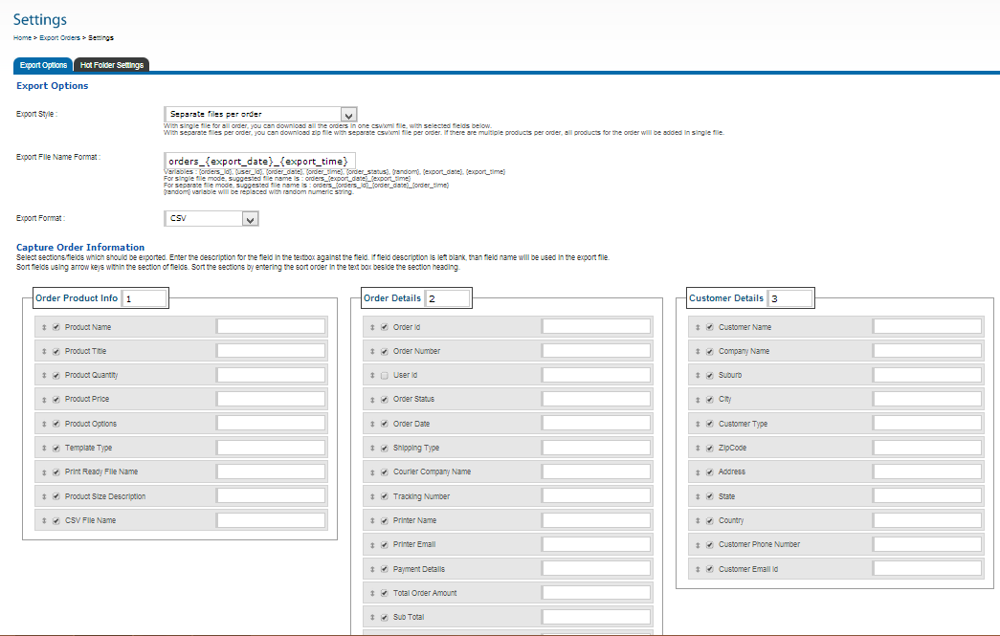 Settings
Home > Export Orders > Settings
Export Options
Hot Folder Settings
Export Options
Export Style :
Separate files per order
With single file for all order, you can download all the orders in one csv/xml file, with selected fields below.
With separate files per order, you can download zip file with separate csv/xml file per order. If there are multiple products per order, all products for the order will be added in single file.
Export File Name Format :
orders_{export_date}_{export_time}
Variables : {orders_id}, {user_id}, {order_date}, {order_time}, {order_status}, {random}, {export_date}, {export_time}
For single file mode, suggested file name is : orders_{export_date}_{export_time}
For separate file mode, suggested file name is : orders_{orders_id}_{order_date}_{order_time}
{random} variable will be replaced with random numeric string.
Export Format :
CSV
Capture Order Information
Select sections/fields which should be exported. Enter the description for the field in the textbox against the field. If field description is left blank, than field name will be used in the export file.
Sort fields using arrow keys within the section of fields. Sort the sections by entering the sort order in the text box beside the section heading.
Order Product Info 1
Product Name
Product Title
Product Quantity
Product Price
Product Options
Template Type
Print Ready File Name
Product Size Description
CSV File Name
Order Details 2
Order Id
Order Number
User Id
Order Status
Order Date
Shipping Type
Courier Company Name
Tracking Number
Printer Name
Printer Email
Payment Details
Total Order Amount
Sub Total
Customer Details 3
Customer Name
Company Name
Suburb
City
Customer Type
ZipCode
Address
State
Country
Customer Phone Number
Customer Email Id